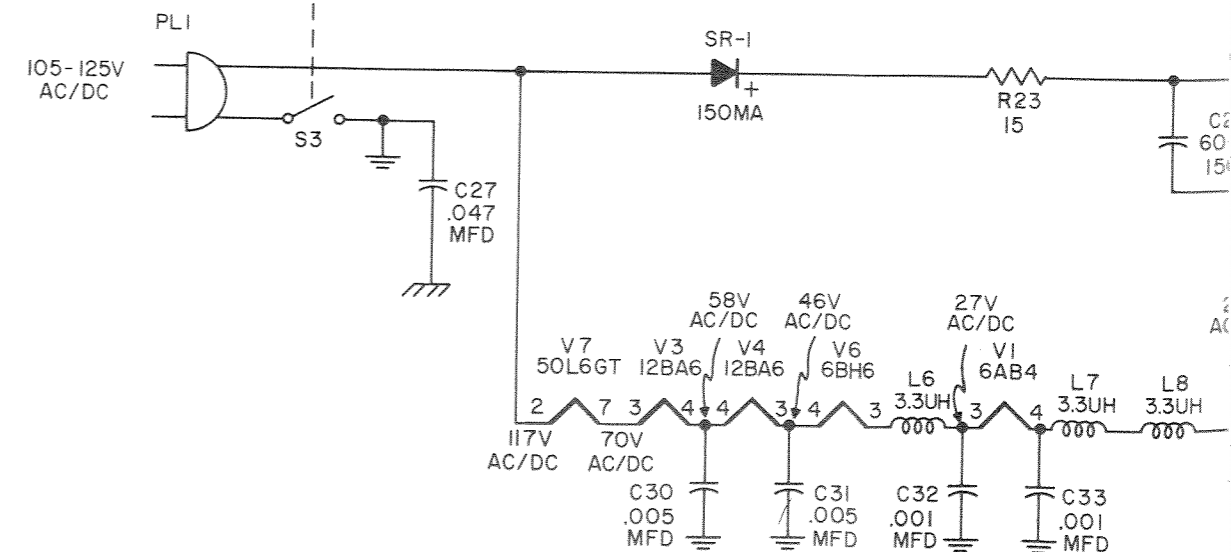 PL1
105-125V
AC/DC
S3
C27
.047
MFD
SR-1
+
150MA
R23
15
58V
AC/DC
46V
AC/DC
27V
AC/DC
V7
50L6GT
V3
12BA6
V4
12BA6
V6
6BH6
L6
3.3UH
V1
6AB4
L7
3.3UH
L8
3.3UH
2 7 3 4 4 3 4 3 3 4
117V
AC/DC
70V
AC/DC
C30
.005
MFD
C31
.005
MFD
C32
.001
MFD
C33
.001
MFD